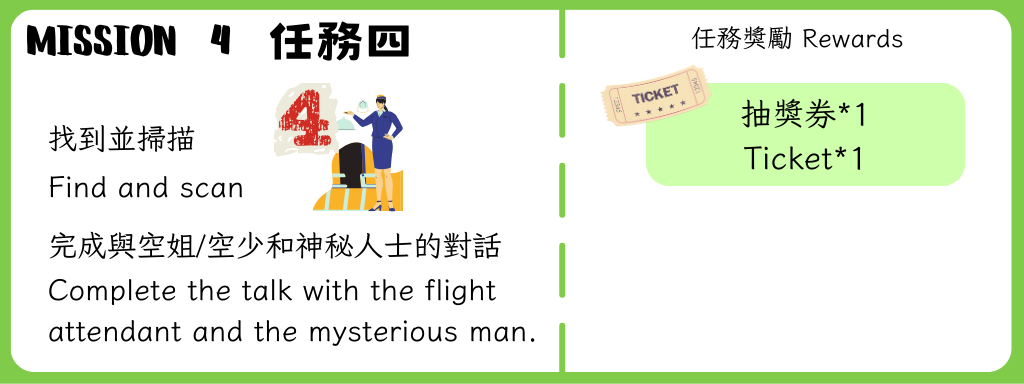 MISSION 4 任務四
找到並掃描
4
Find and scan
完成與空姐/空少和神秘人士的對話
Complete the talk with the flight
attendant and the mysterious man.
任務獎勵 Rewards
TICKET
抽獎券*1
Ticket*1